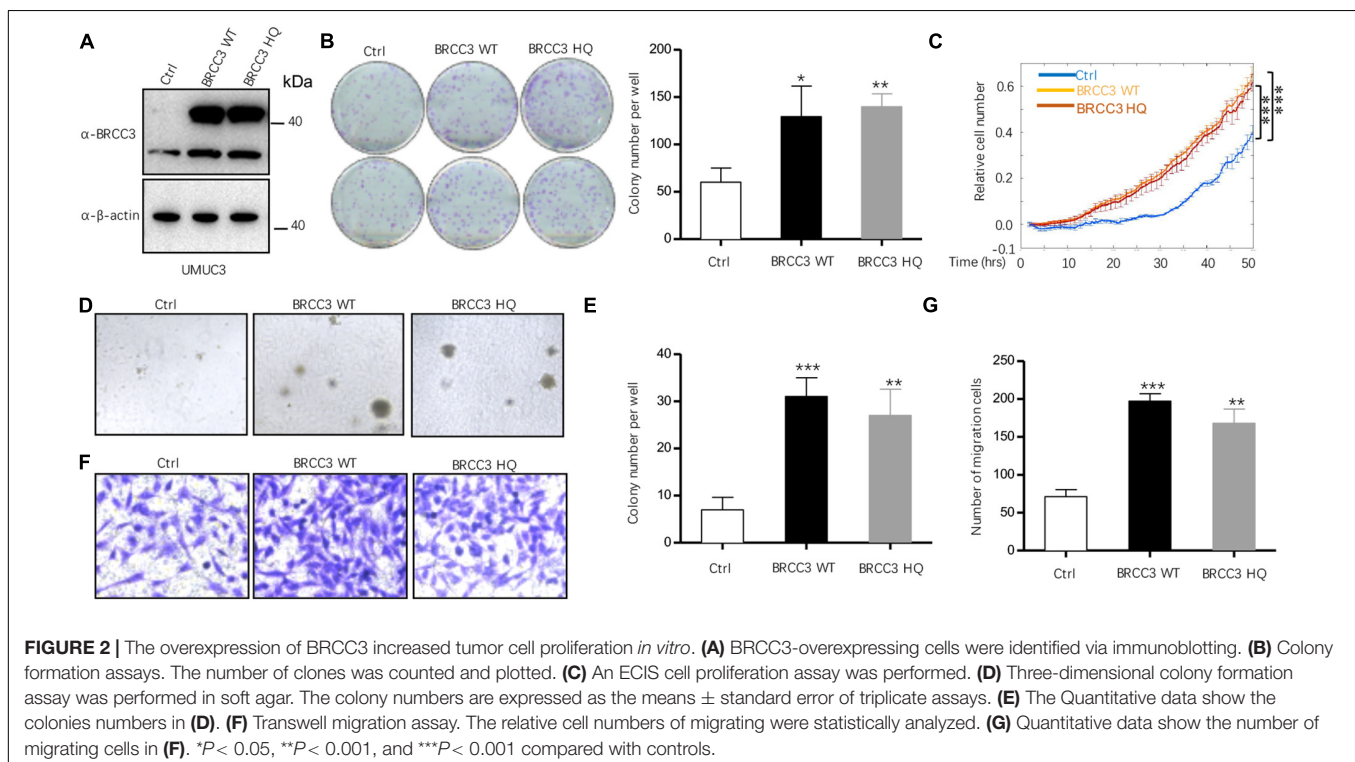 A
Ctrl
BRCC3 WT
BRCC3 HQ
kDa
α-BRCC3
40
α-β-actin
40
UMUC3
B
Ctrl
BRCC3 WT
BRCC3 HQ
Colony number per well
200
150
100
50
0
*
**
Ctrl
BRCC3 WT
BRCC3 HQ
C
Relative cell number
0.6
0.4
0.2
0.0
−0.1
Ctrl
BRCC3 WT
BRCC3 HQ
***
***
Time (hrs)
0
10
20
30
40
50
D
Ctrl
BRCC3 WT
BRCC3 HQ
E
Colony number per well
40
30
20
10
0
***
**
Ctrl
BRCC3 WT
BRCC3 HQ
F
Ctrl
BRCC3 WT
BRCC3 HQ
G
Number of migration cells
250
200
150
100
50
0
***
**
Ctrl
BRCC3 WT
BRCC3 HQ
FIGURE 2 | The overexpression of BRCC3 increased tumor cell proliferation in vitro. (A) BRCC3-overexpressing cells were identified via immunoblotting. (B) Colony
formation assays. The number of clones was counted and plotted. (C) An ECIS cell proliferation assay was performed. (D) Three-dimensional colony formation
assay was performed in soft agar. The colony numbers are expressed as the means ± standard error of triplicate assays. (E) The Quantitative data show the
colonies numbers in (D). (F) Transwell migration assay. The relative cell numbers of migrating were statistically analyzed. (G) Quantitative data show the number of
migrating cells in (F). *P < 0.05, **P < 0.001, and ***P < 0.001 compared with controls.